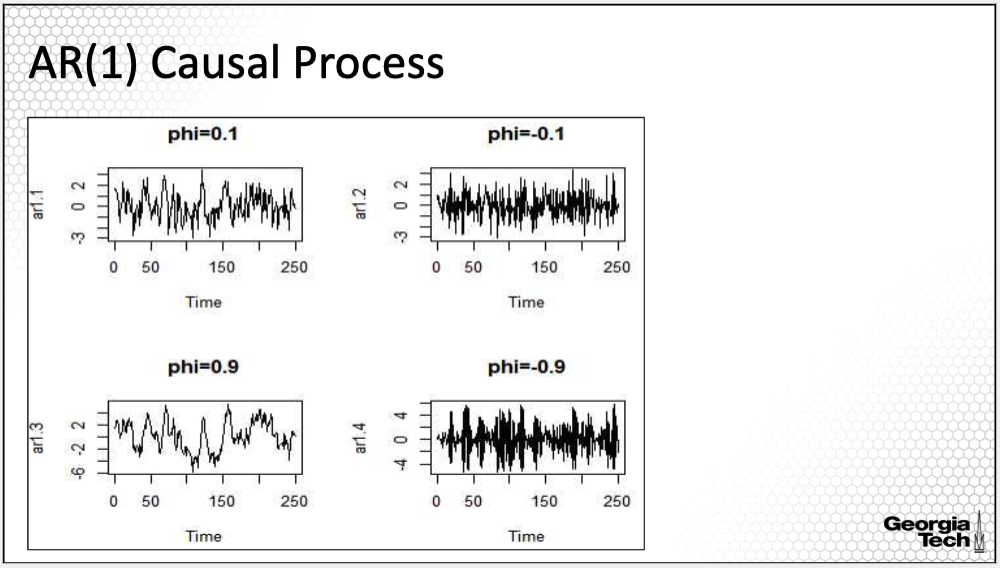 AR(1) Causal Process
phi=0.1
ar1.1
2
0
-3
0 50 150 250
Time
phi=-0.1
ar1.2
2
0
-3
0 50 150 250
Time
phi=0.9
ar1.3
2
-2
-6
0 50 150 250
Time
phi=-0.9
ar1.4
4
0
-4
0 50 150 250
Time
Georgia
Tech